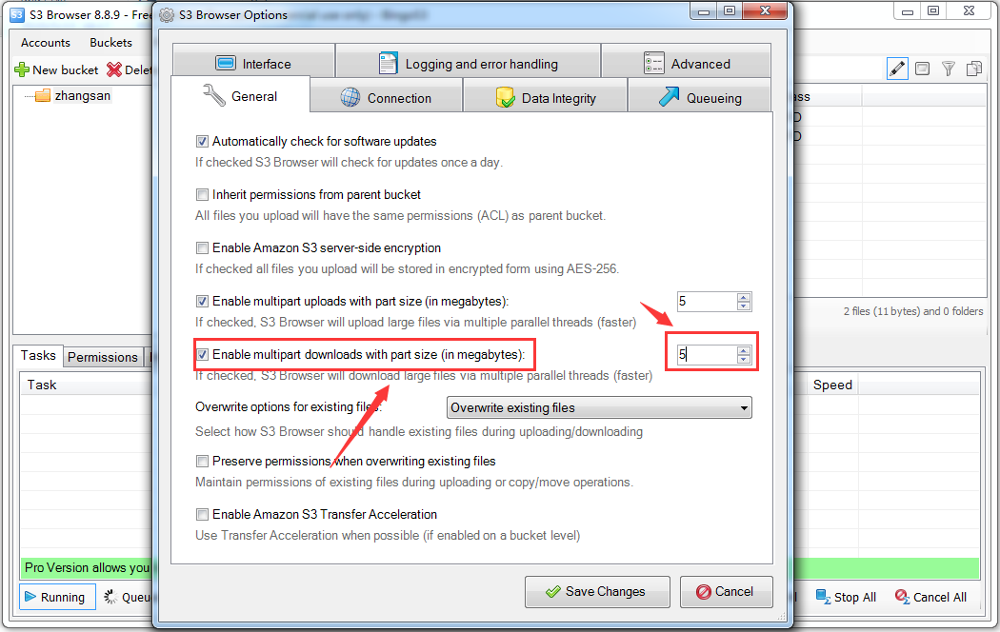 S3 Browser 8.8.9 - Free
S3 Browser Options
Accounts Buckets
New bucket Delet
zhangsan
Interface Logging and error handling Advanced
General Connection Data Integrity Queueing
Automatically check for software updates
If checked S3 Browser will check for updates once a day.
Inherit permissions from parent bucket
All files you upload will have the same permissions (ACL) as parent bucket.
Enable Amazon S3 server-side encryption
If checked all files you upload will be stored in encrypted form using AES-256.
Enable multipart uploads with part size (in megabytes): 5
If checked, S3 Browser will upload large files via multiple parallel threads (faster)
Enable multipart downloads with part size (in megabytes): 5
If checked, S3 Browser will download large files via multiple parallel threads (faster)
Overwrite options for existing files: Overwrite existing files
Select how S3 Browser should handle existing files during uploading/downloading
Preserve permissions when overwriting existing files
Maintain permissions of existing files during uploading or copy/move operations.
Enable Amazon S3 Transfer Acceleration
Use Transfer Acceleration when possible (if enabled on a bucket level)
Save Changes Cancel
ass
D
D
2 files (11 bytes) and 0 folders
Tasks Permissions
Task Speed
Pro Version allows you
Running Queu Stop All Cancel All